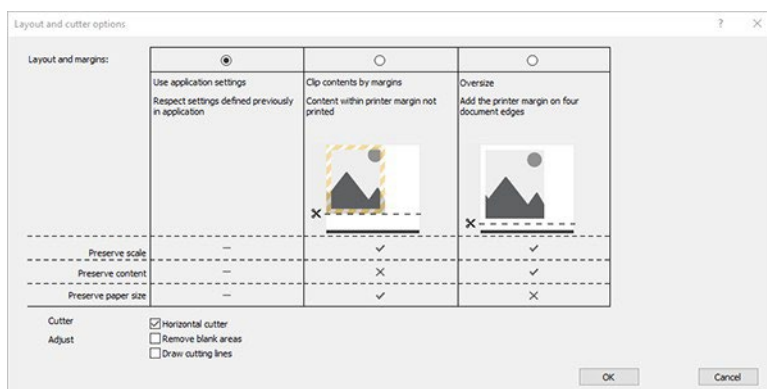 Layout and cutter options
Layout and margins:
Use application settings
Respect settings defined previously
in application
Clip contents by margins
Content within printer margin not
printed
Oversize
Add the printer margin on four
document edges
Preserve scale
Preserve content
Preserve paper size
Cutter
Horizontal cutter
Adjust
Remove blank areas
Draw cutting lines
OK
Cancel